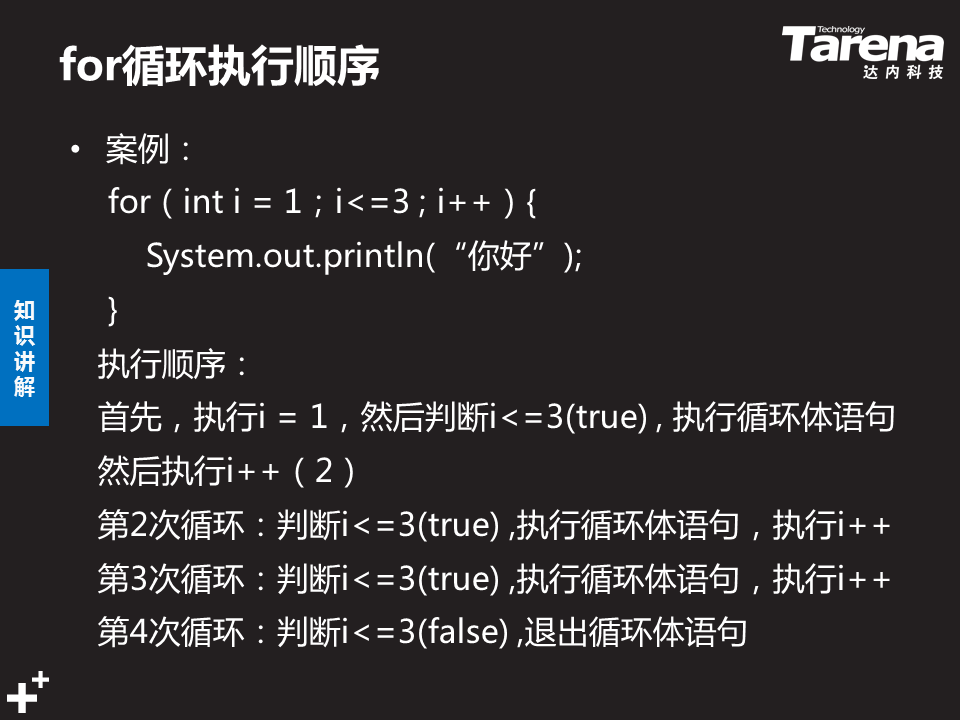 for循环执行顺序
Technology
Tarena
达内科技
• 案例：
for（int i = 1；i<=3；i++）{
System.out.println(“你好”);
}
执行顺序：
首先，执行i = 1，然后判断i<=3(true) , 执行循环体语句
然后执行i++（2）
第2次循环：判断i<=3(true) ,执行循环体语句，执行i++
第3次循环：判断i<=3(true) ,执行循环体语句，执行i++
第4次循环：判断i<=3(false) ,退出循环体语句
知
识
讲
解